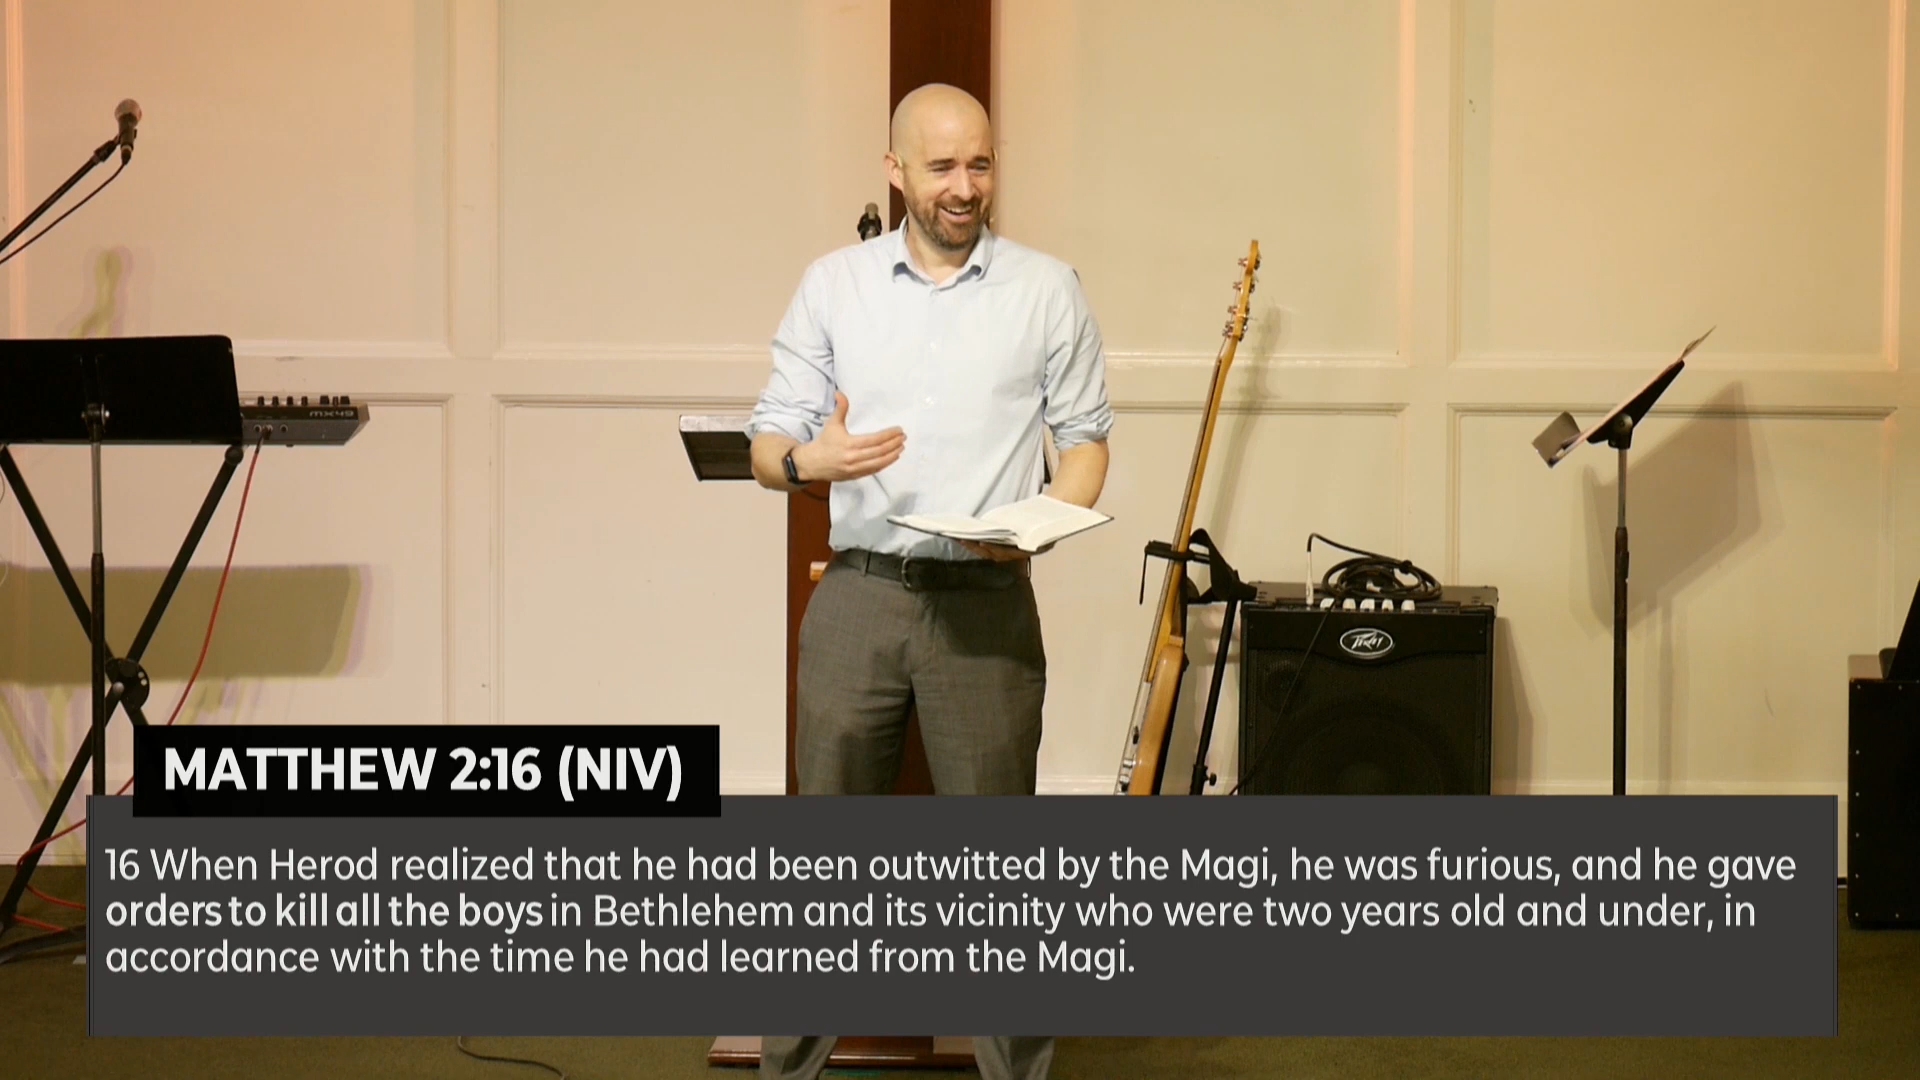 MX49
PEAVEY
MATTHEW 2:16 (NIV)
16 When Herod realized that he had been outwitted by the Magi, he was furious, and he gave
orders to kill all the boys in Bethlehem and its vicinity who were two years old and under, in
accordance with the time he had learned from the Magi.